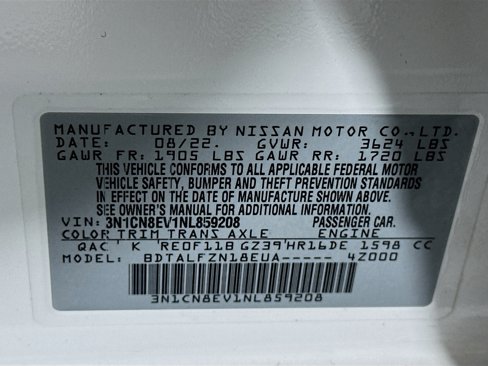 MANUFACTURED BY NISSAN MOTOR CO., LTD.
DATE: 08/22. GVWR: 3624 LBS
GAWR FR: 1905 LBS GAWR RR: 1720 LBS
THIS VEHICLE CONFORMS TO ALL APPLICABLE FEDERAL MOTOR
VEHICLE SAFETY, BUMPER AND THEFT PREVENTION STANDARDS
IN EFFECT ON THE DATE OF MANUFACTURE SHOWN ABOVE.
SEE OWNER'S MANUAL FOR ADDITIONAL INFORMATION
VIN: 3N1CN8EV1NL859208 PASSENGER CAR.
COLOR TRIM TRANS AXLE ENGINE
QAC K RE0F11B GZ39 HR16DE 1598 CC
MODEL: BDTALFZN18EUA----- 4Z000
3N1CN8EV1NL859208